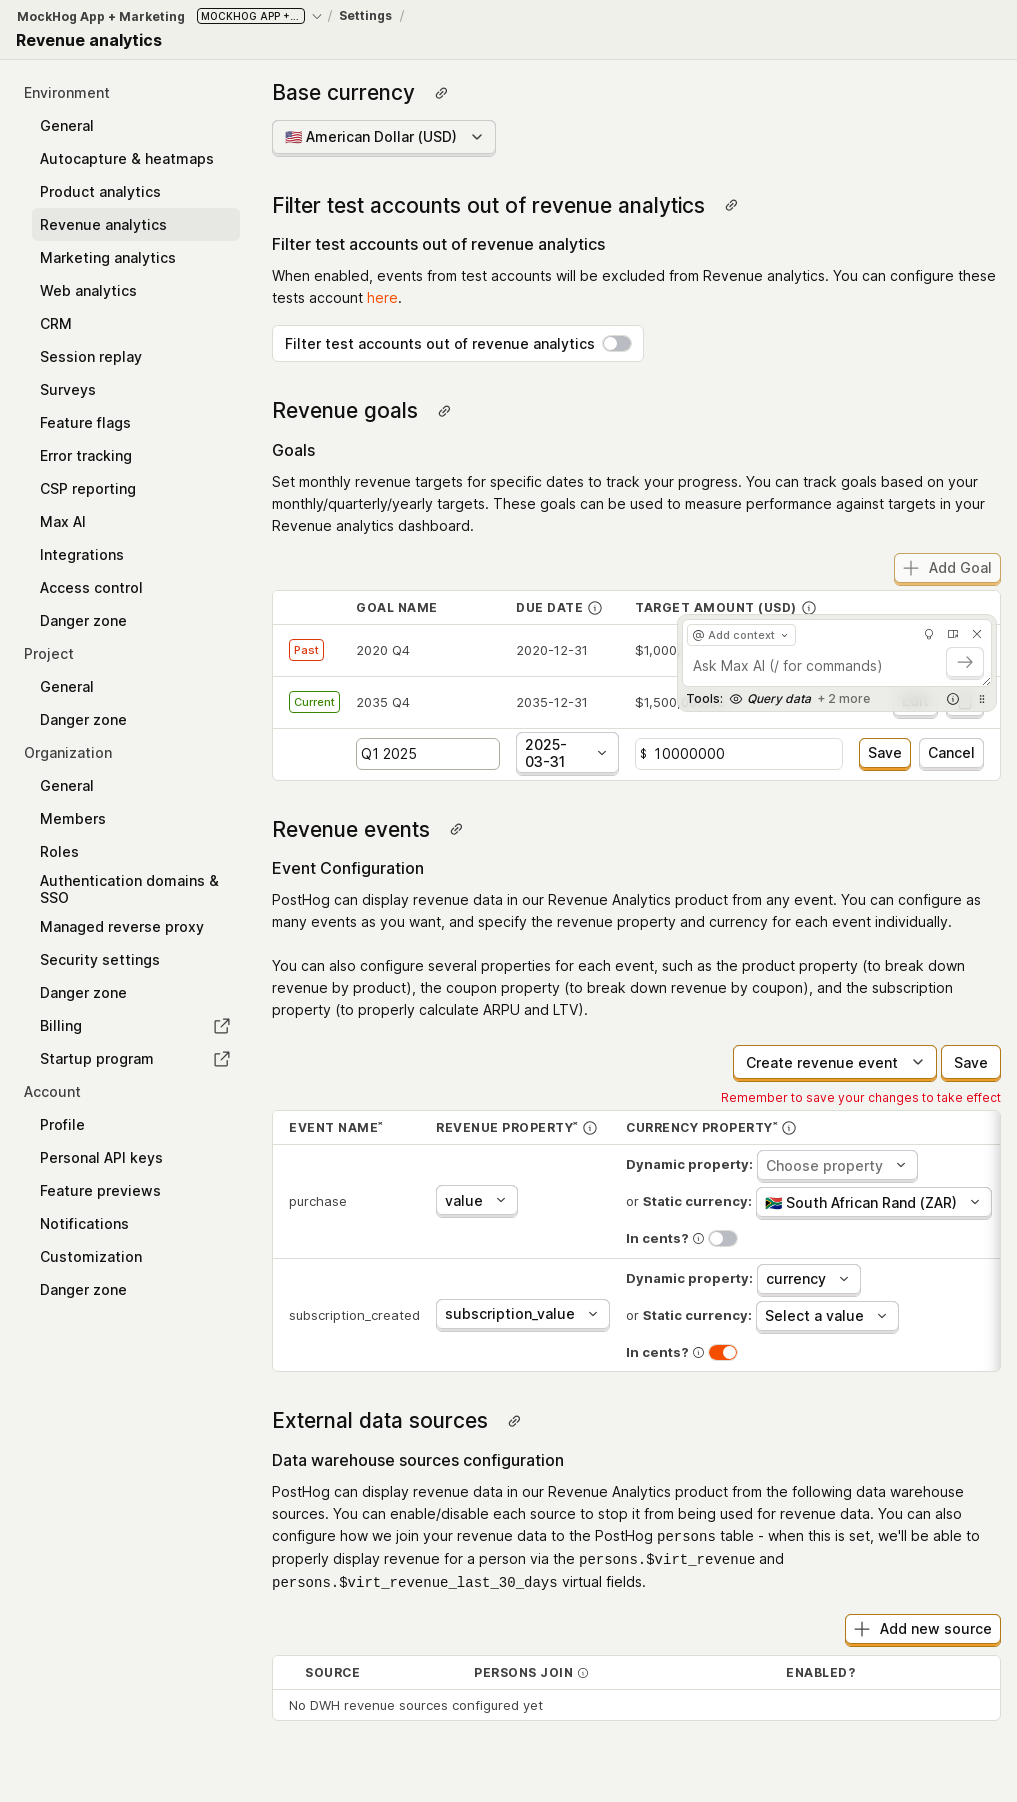 MockHog App + Marketing MOCKHOG APP +... / Settings /
Revenue analytics
Environment
General
Autocapture & heatmaps
Product analytics
Revenue analytics
Marketing analytics
Web analytics
CRM
Session replay
Surveys
Feature flags
Error tracking
CSP reporting
Max AI
Integrations
Access control
Danger zone
Project
General
Danger zone
Organization
General
Members
Roles
Authentication domains &
SSO
Managed reverse proxy
Security settings
Danger zone
Billing
Startup program
Account
Profile
Personal API keys
Feature previews
Notifications
Customization
Danger zone
Base currency
🇺🇸 American Dollar (USD)
Filter test accounts out of revenue analytics
Filter test accounts out of revenue analytics
When enabled, events from test accounts will be excluded from Revenue analytics. You can configure these
tests account here.
Filter test accounts out of revenue analytics
Revenue goals
Goals
Set monthly revenue targets for specific dates to track your progress. You can track goals based on your
monthly/quarterly/yearly targets. These goals can be used to measure performance against targets in your
Revenue analytics dashboard.
Add Goal
GOAL NAME DUE DATE TARGET AMOUNT (USD)
Past 2020 Q4 2020-12-31 $1,000
Current 2035 Q4 2035-12-31 $1,500,
@ Add context
Ask Max AI (/ for commands)
Tools: Query data + 2 more
Q1 2025 2025-
03-31 $ 10000000 Save Cancel
Revenue events
Event Configuration
PostHog can display revenue data in our Revenue Analytics product from any event. You can configure as
many events as you want, and specify the revenue property and currency for each event individually.
You can also configure several properties for each event, such as the product property (to break down
revenue by product), the coupon property (to break down revenue by coupon), and the subscription
property (to properly calculate ARPU and LTV).
Create revenue event Save
Remember to save your changes to take effect
EVENT NAME* REVENUE PROPERTY* CURRENCY PROPERTY*
purchase value
Dynamic property: Choose property
or Static currency: 🇿🇦 South African Rand (ZAR)
In cents?
subscription_created subscription_value
Dynamic property: currency
or Static currency: Select a value
In cents?
External data sources
Data warehouse sources configuration
PostHog can display revenue data in our Revenue Analytics product from the following data warehouse
sources. You can enable/disable each source to stop it from being used for revenue data. You can also
configure how we join your revenue data to the PostHog persons table - when this is set, we'll be able to
properly display revenue for a person via the persons.$virt_revenue and
persons.$virt_revenue_last_30_days virtual fields.
Add new source
SOURCE PERSONS JOIN ENABLED?
No DWH revenue sources configured yet